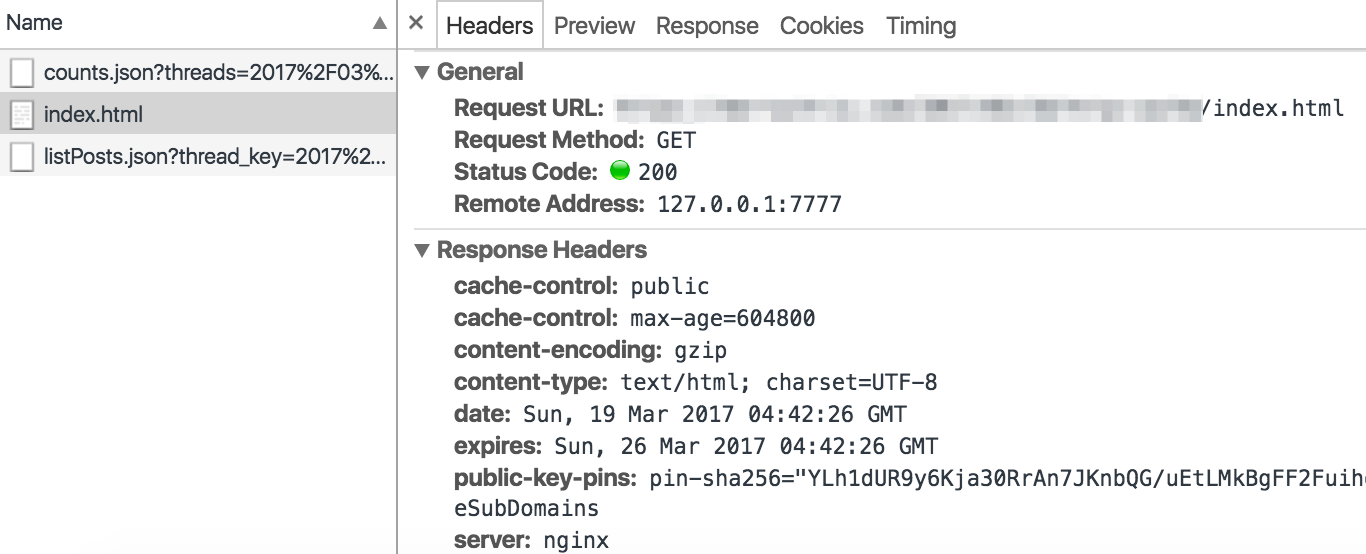 Name
counts.json?threads=2017%2F03%...
index.html
listPosts.json?thread_key=2017%2...
Headers Preview Response Cookies Timing
General
Request URL: /index.html
Request Method: GET
Status Code: 200
Remote Address: 127.0.0.1:7777
Response Headers
cache-control: public
cache-control: max-age=604800
content-encoding: gzip
content-type: text/html; charset=UTF-8
date: Sun, 19 Mar 2017 04:42:26 GMT
expires: Sun, 26 Mar 2017 04:42:26 GMT
public-key-pins: pin-sha256="YLh1dUR9y6Kja30RrAn7JKnbQG/uEtLMkBgFF2Fuih
eSubDomains
server: nginx